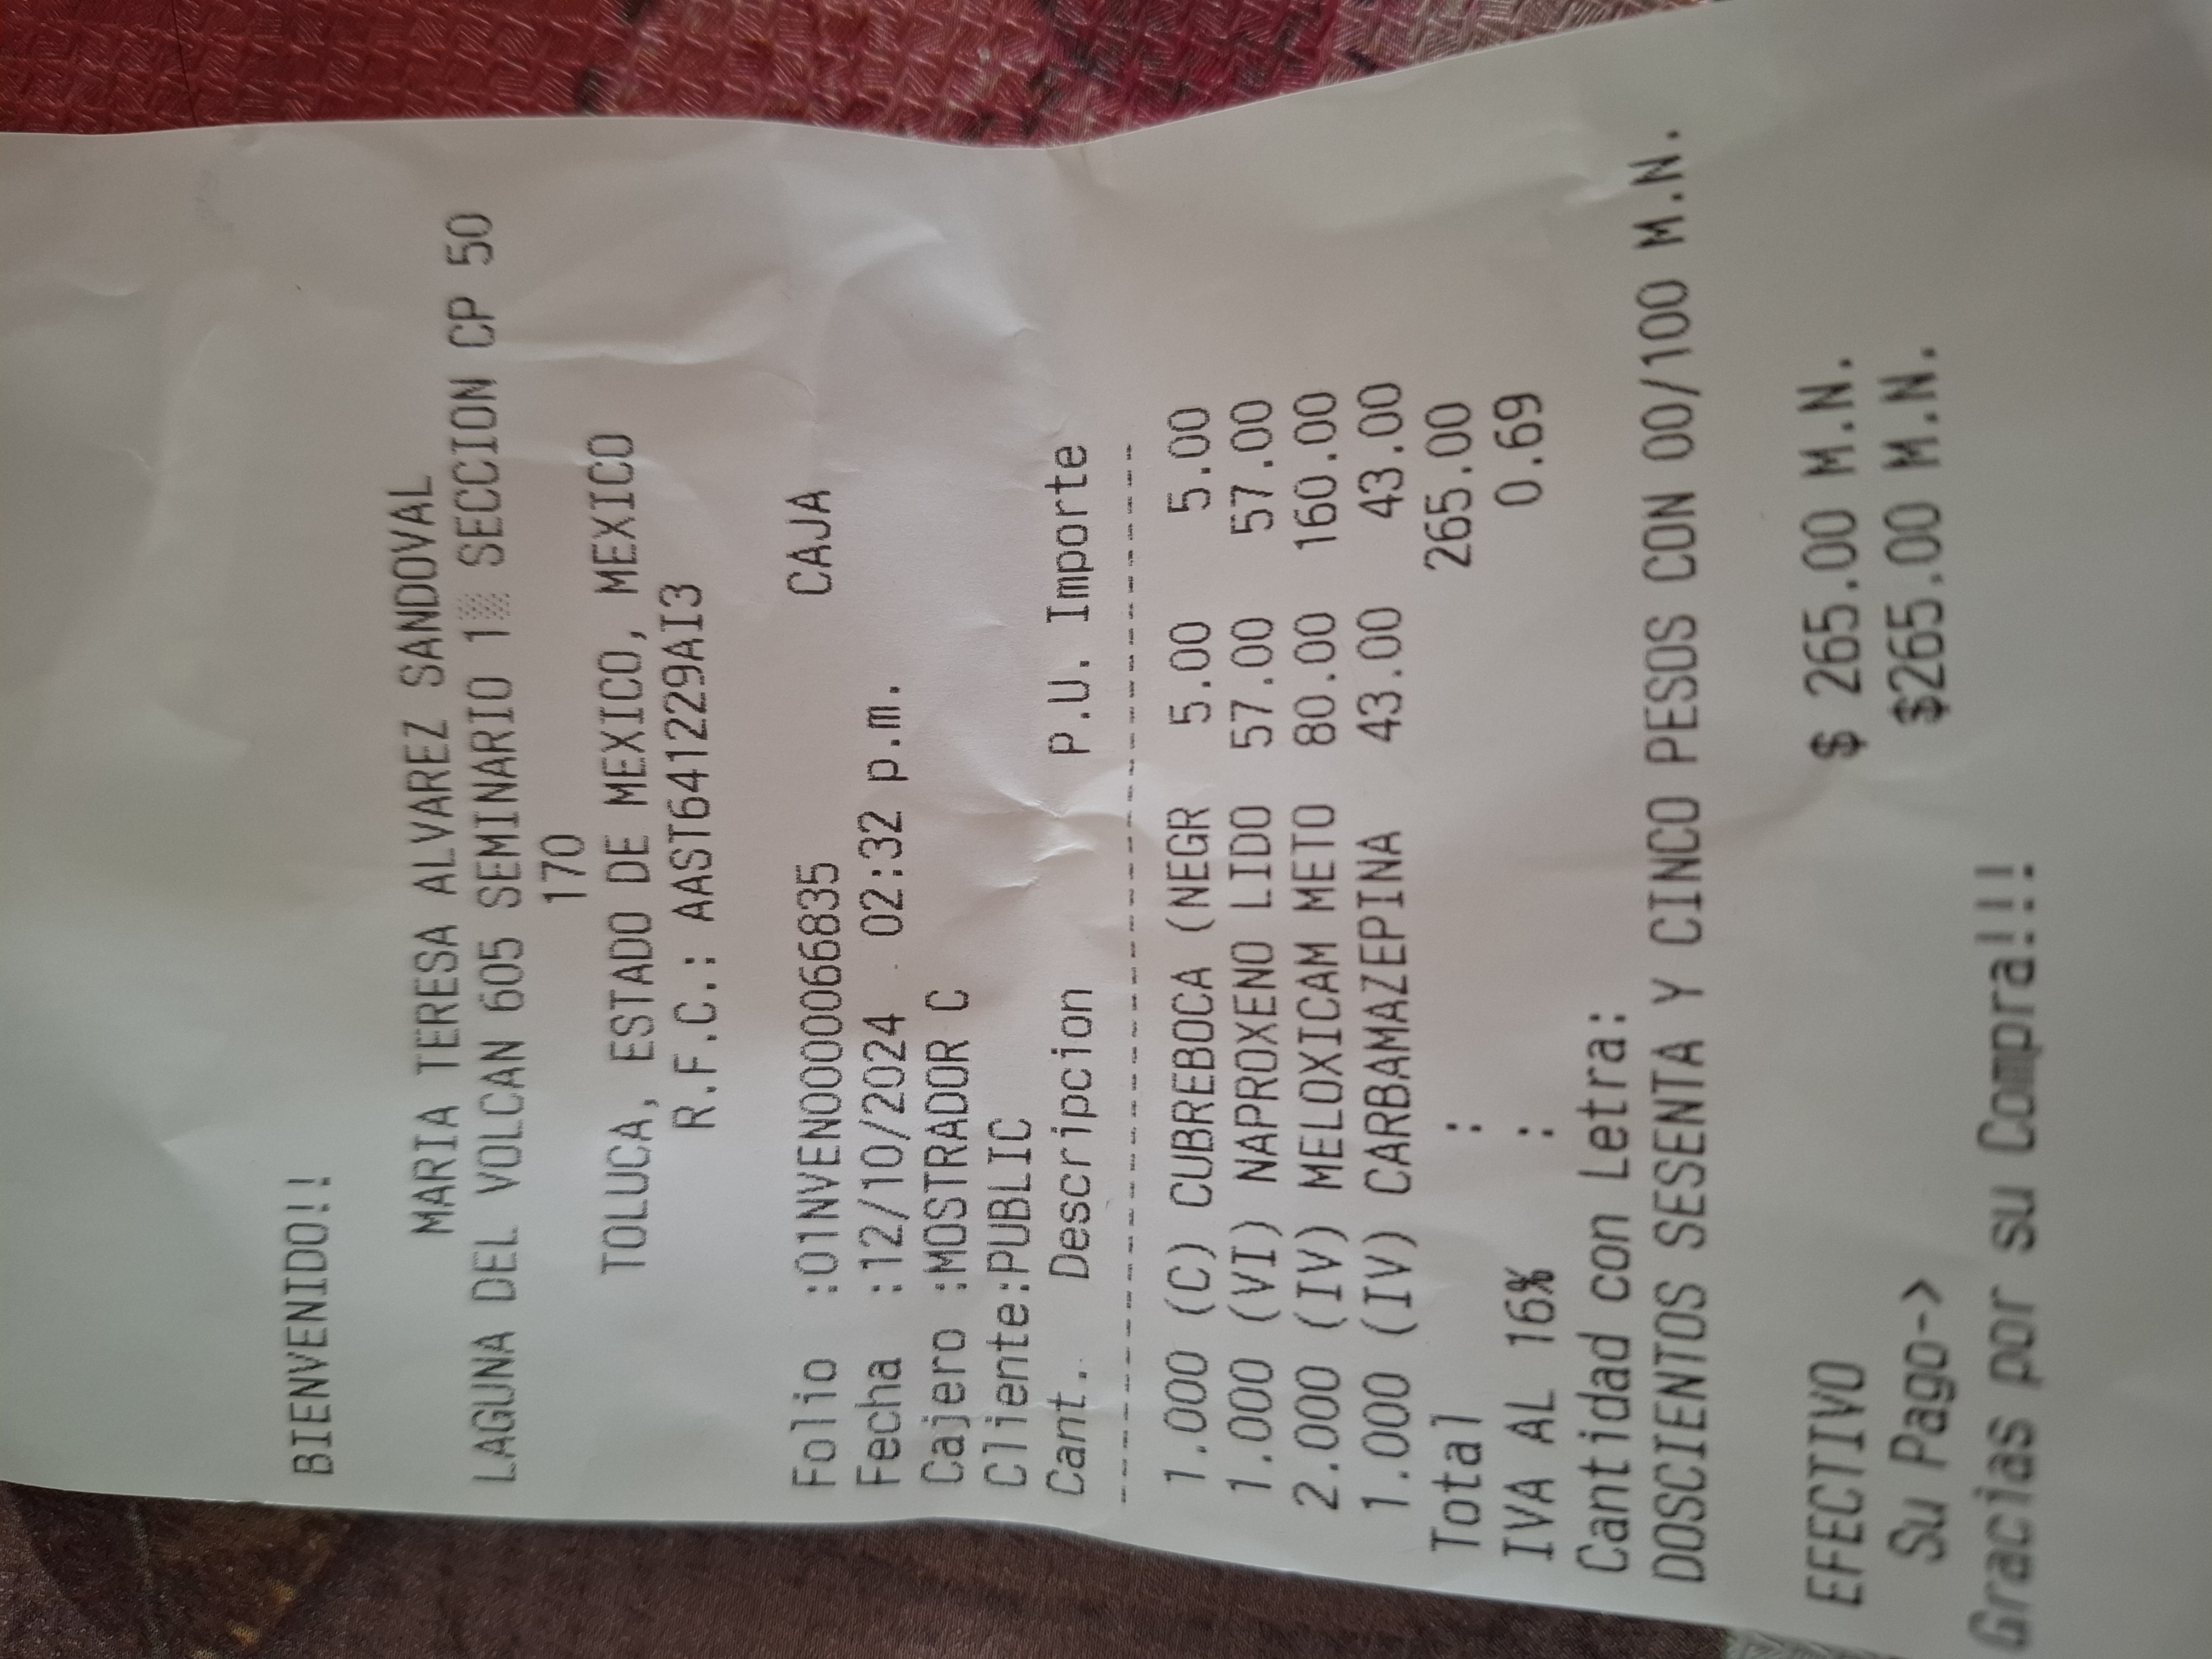 BIENVENIDO!!
MARIA TERESA ALVAREZ SANDOVAL
LAGUNA DEL VOLCAN 605 SEMINARIO 1▒ SECCION CP 50
170
TOLUCA, ESTADO DE MEXICO, MEXICO
R.F.C.: AAST641229AI3
Folio :01NVEN000066835 CAJA
Fecha :12/10/2024 02:32 p.m.
Cajero :MOSTRADOR C
Cliente:PUBLIC
Cant. Descripcion P.U. Importe
1.000 (C) CUBREBOCA (NEGR 5.00 5.00
1.000 (VI) NAPROXENO LIDO 57.00 57.00
2.000 (IV) MELOXICAM METO 80.00 160.00
1.000 (IV) CARBAMAZEPINA 43.00 43.00
Total : 265.00
IVA AL 16% : 0.69
Cantidad con Letra:
DOSCIENTOS SESENTA Y CINCO PESOS CON 00/100 M.N.
EFECTIVO $ 265.00 M.N.
Su Pago-> $265.00 M.N.
Gracias por su Compra!!!!